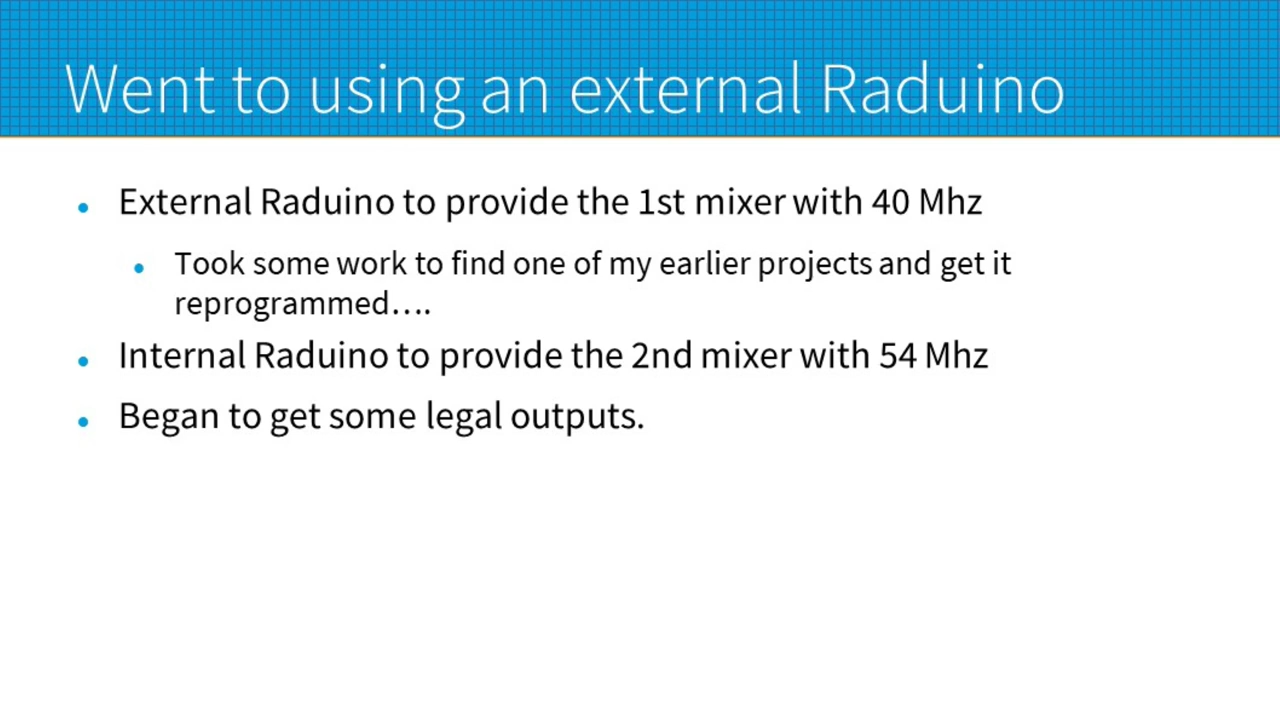 Went to using an external Raduino
External Raduino to provide the 1st mixer with 40 Mhz
Took some work to find one of my earlier projects and get it
reprogrammed….
Internal Raduino to provide the 2nd mixer with 54 Mhz
Began to get some legal outputs.